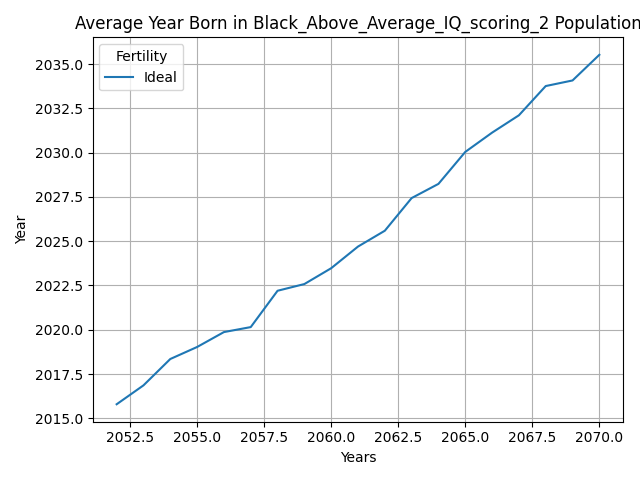 Average Year Born in Black_Above_Average_IQ_scoring_2 Population
Fertility
Ideal
2035.0
2032.5
2030.0
2027.5
2025.0
2022.5
2020.0
2017.5
2015.0
Year
2052.5 2055.0 2057.5 2060.0 2062.5 2065.0 2067.5 2070.0
Years